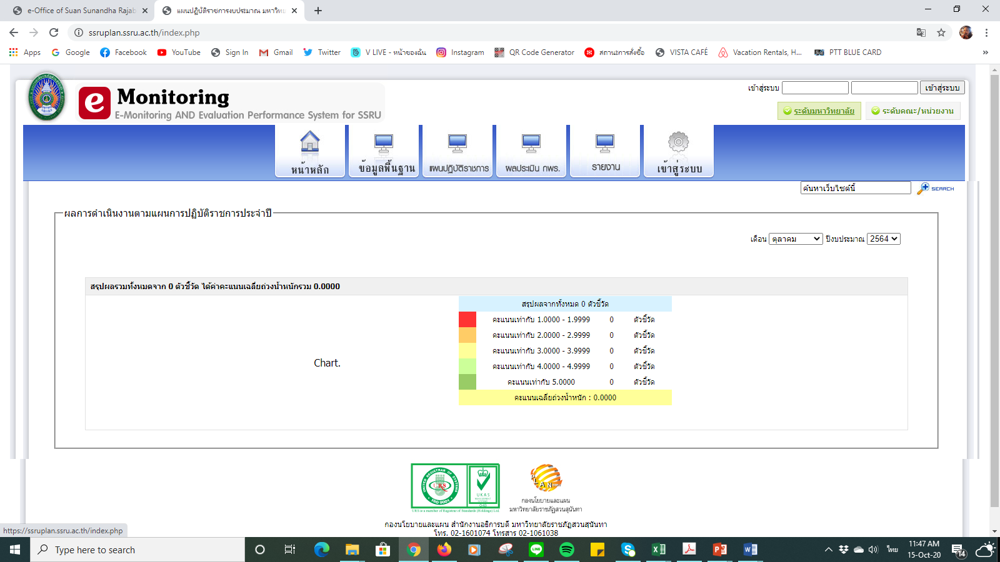 e-Office of Suan Sunandha Rajab
แผนปฏิบัติราชการงบประมาณ มหาวิทย
ssruplan.ssru.ac.th/index.php
Apps Google Facebook YouTube Sign In Gmail Twitter V LIVE - หน้าของฉัน Instagram QR Code Generator สถานะการสั่งซื้อ VISTA CAFÉ Vacation Rentals, H... PTT BLUE CARD »
เข้าสู่ระบบ เข้าสู่ระบบ
e Monitoring
E-Monitoring AND Evaluation Performance System for SSRU
ระดับมหาวิทยาลัย ระดับคณะ/หน่วยงาน
หน้าหลัก ข้อมูลพื้นฐาน แผนปฏิบัติราชการ ผลประเมิน กพร. รายงาน เข้าสู่ระบบ
ค้นหาเว็บไซต์นี้ SEARCH
ผลการดำเนินงานตามแผนการปฏิบัติราชการประจำปี
เดือน ตุลาคม ปีงบประมาณ 2564
สรุปผลรวมทั้งหมดจาก 0 ตัวชี้วัด ได้ค่าคะแนนเฉลี่ยถ่วงน้ำหนักรวม 0.0000
สรุปผลจากทั้งหมด 0 ตัวชี้วัด
คะแนนเท่ากับ 1.0000 - 1.9999 0 ตัวชี้วัด
คะแนนเท่ากับ 2.0000 - 2.9999 0 ตัวชี้วัด
คะแนนเท่ากับ 3.0000 - 3.9999 0 ตัวชี้วัด
Chart.
คะแนนเท่ากับ 4.0000 - 4.9999 0 ตัวชี้วัด
คะแนนเท่ากับ 5.0000 0 ตัวชี้วัด
คะแนนเฉลี่ยถ่วงน้ำหนัก : 0.0000
UNITED REGISTRAR OF SYSTEMS
URS
ISO 9001
UKAS
MANAGEMENT
SYSTEMS
URS is a member of Registrar of Standards (Holdings) Ltd.
PLAN
กองนโยบายและแผน
มหาวิทยาลัยราชภัฏสวนสุนันทา
กองนโยบายและแผน สำนักงานอธิการบดี มหาวิทยาลัยราชภัฏสวนสุนันทา
โทร. 02-1601074 โทรสาร 02-1061038
https://ssruplan.ssru.ac.th/index.php
Type here to search
ไทย
11:47 AM
15-Oct-20
14